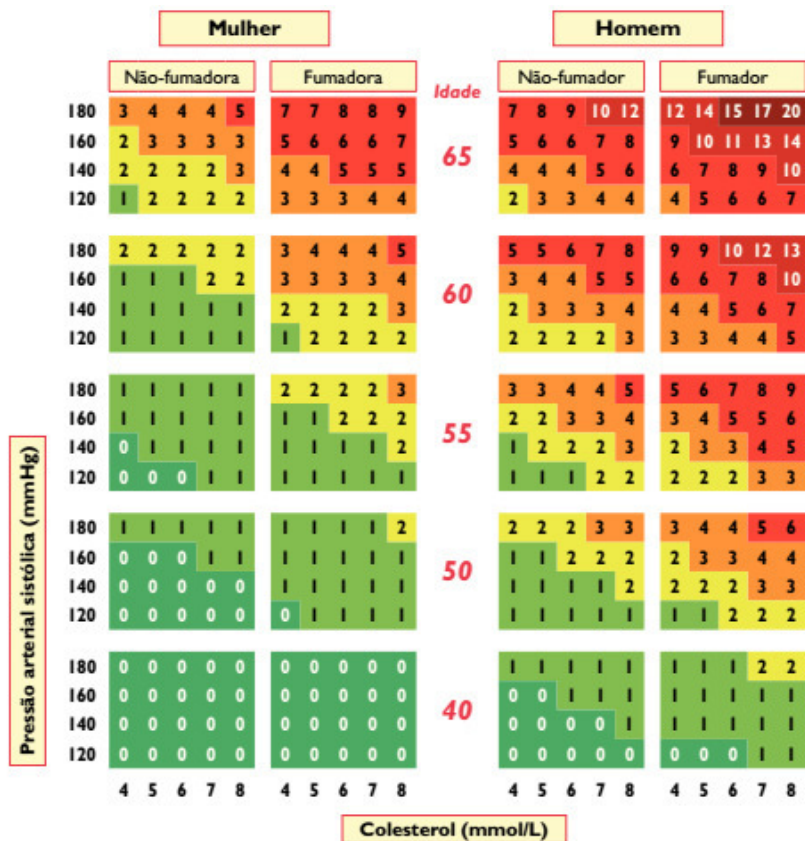 Mulher Homem
Não-fumadora Fumadora Idade Não-fumador Fumador
180 3 4 4 4 5 7 7 8 8 9 7 8 9 10 12 12 14 15 17 20
160 2 3 3 3 3 5 6 6 6 7 5 6 6 7 8 9 10 11 13 14
65
140 2 2 2 2 3 4 4 5 5 5 4 4 4 5 6 6 7 8 9 10
120 1 2 2 2 2 3 3 3 4 4 2 3 3 4 4 4 5 6 6 7
180 2 2 2 2 2 3 4 4 4 5 5 5 6 7 8 9 9 10 12 13
160 1 1 1 2 2 3 3 3 3 4 3 4 4 5 5 6 6 7 8 10
60
140 1 1 1 1 1 2 2 2 2 3 2 3 3 3 4 4 4 5 6 7
120 1 1 1 1 1 1 2 2 2 2 2 2 2 2 3 3 3 4 4 5
180 1 1 1 1 1 2 2 2 2 3 3 3 4 4 5 5 6 7 8 9
160 1 1 1 1 1 1 1 2 2 2 2 2 3 3 4 3 4 5 5 6
55
140 0 1 1 1 1 1 1 1 1 2 1 2 2 2 3 2 3 3 4 5
120 0 0 0 1 1 1 1 1 1 1 1 1 1 2 2 2 2 2 3 3
180 1 1 1 1 1 1 1 1 1 2 2 2 2 3 3 3 4 4 5 6
160 0 0 0 1 1 1 1 1 1 1 1 1 2 2 2 2 3 3 4 4
50
140 0 0 0 0 0 1 1 1 1 1 1 1 1 1 2 2 2 2 3 3
120 0 0 0 0 0 0 1 1 1 1 1 1 1 1 1 1 1 2 2 2
180 0 0 0 0 0 0 0 0 0 0 1 1 1 1 1 1 1 1 2 2
160 0 0 0 0 0 0 0 0 0 0 0 0 1 1 1 1 1 1 1 1
40
140 0 0 0 0 0 0 0 0 0 0 0 0 0 0 1 1 1 1 1 1
120 0 0 0 0 0 0 0 0 0 0 0 0 0 0 0 0 0 0 1 1
4 5 6 7 8 4 5 6 7 8 4 5 6 7 8 4 5 6 7 8
Colesterol (mmol/L)
Pressão arterial sistólica (mmHg)